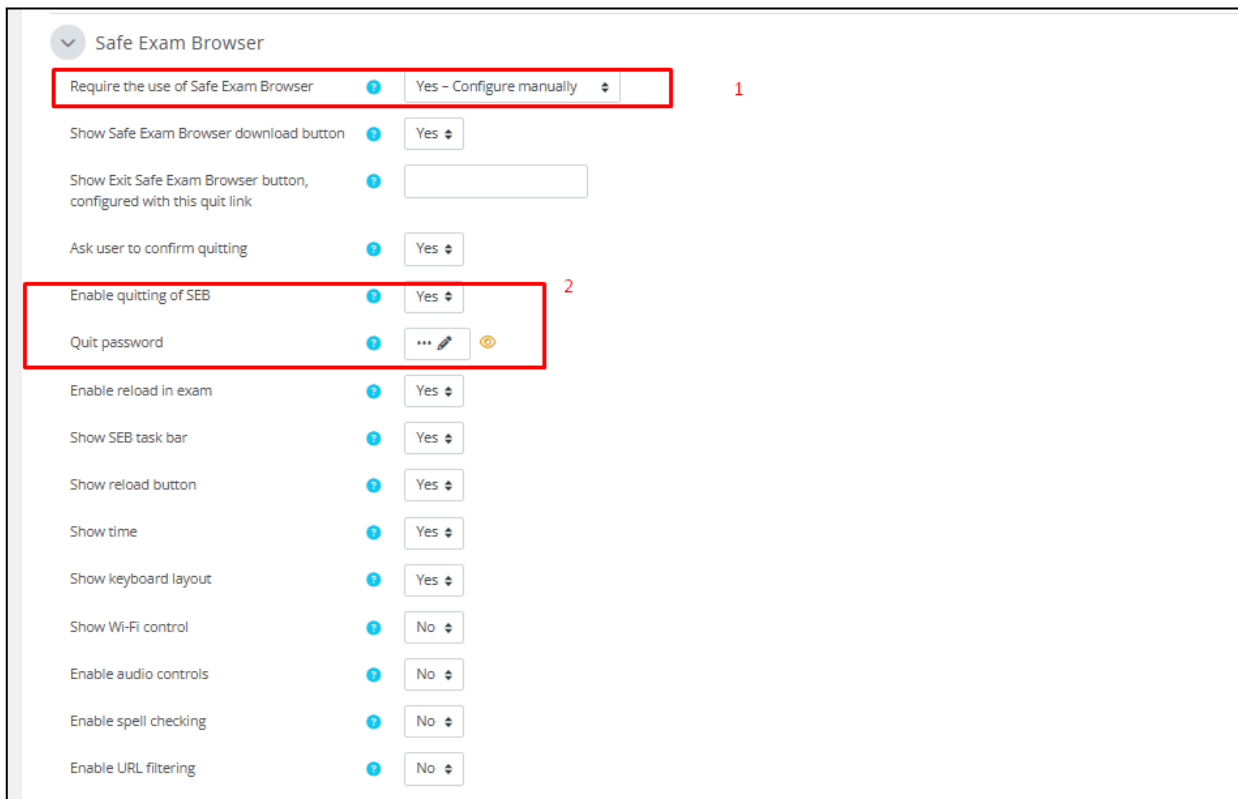 Safe Exam Browser
Require the use of Safe Exam Browser ? Yes – Configure manually 1
Show Safe Exam Browser download button ? Yes
Show Exit Safe Exam Browser button, ?
configured with this quit link
Ask user to confirm quitting ? Yes
Enable quitting of SEB ? Yes 2
Quit password ? •••
Enable reload in exam ? Yes
Show SEB task bar ? Yes
Show reload button ? Yes
Show time ? Yes
Show keyboard layout ? Yes
Show Wi-Fi control ? No
Enable audio controls ? No
Enable spell checking ? No
Enable URL filtering ? No